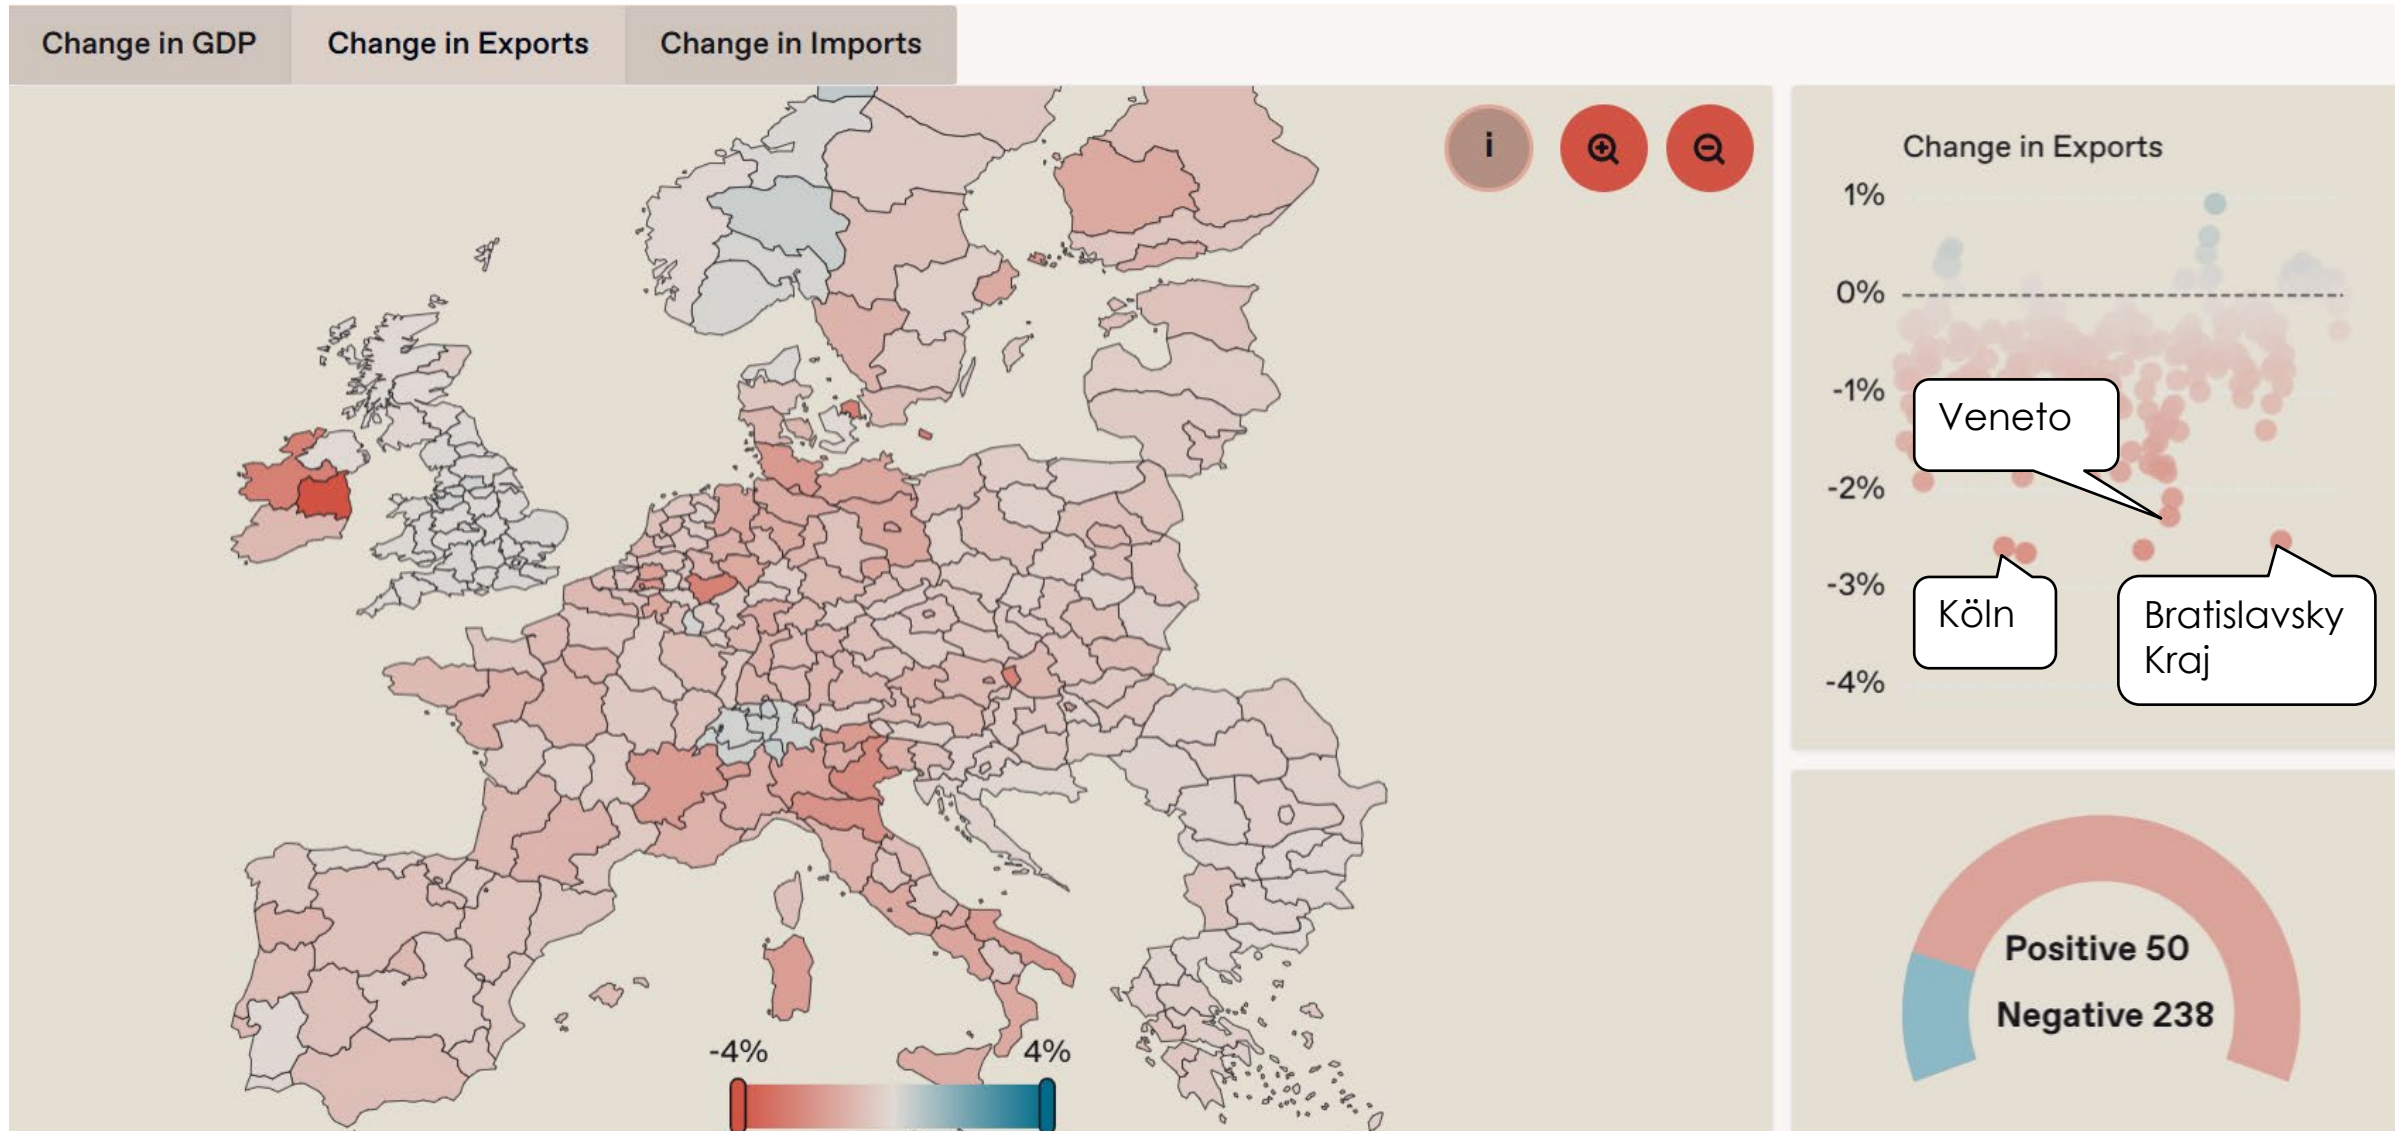 Change in GDP
Change in Exports
Change in Imports
i
Change in Exports
1%
0%
-1%
-2%
-3%
-4%
Veneto
Köln
Bratislavsky
Kraj
-4%
4%
Positive 50
Negative 238